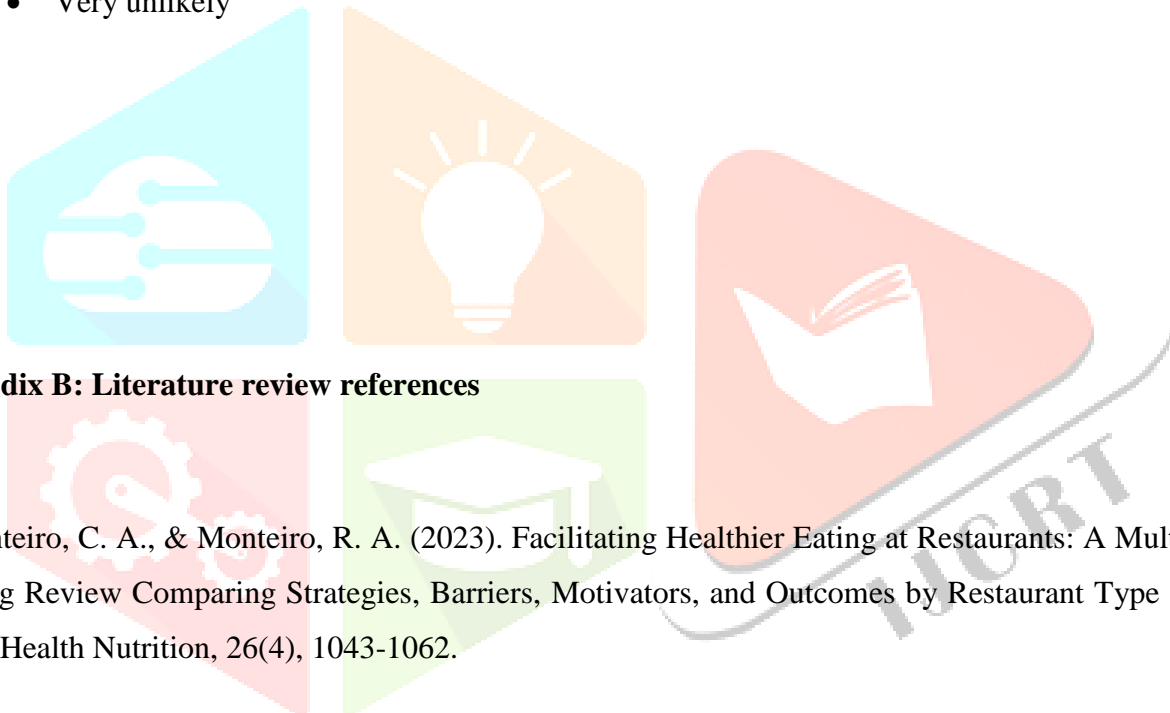 • Very unlikely
dix B: Literature review references
nteiro, C. A., & Monteiro, R. A. (2023). Facilitating Healthier Eating at Restaurants: A Mul
g Review Comparing Strategies, Barriers, Motivators, and Outcomes by Restaurant Type
Health Nutrition, 26(4), 1043-1062.
IJCRT